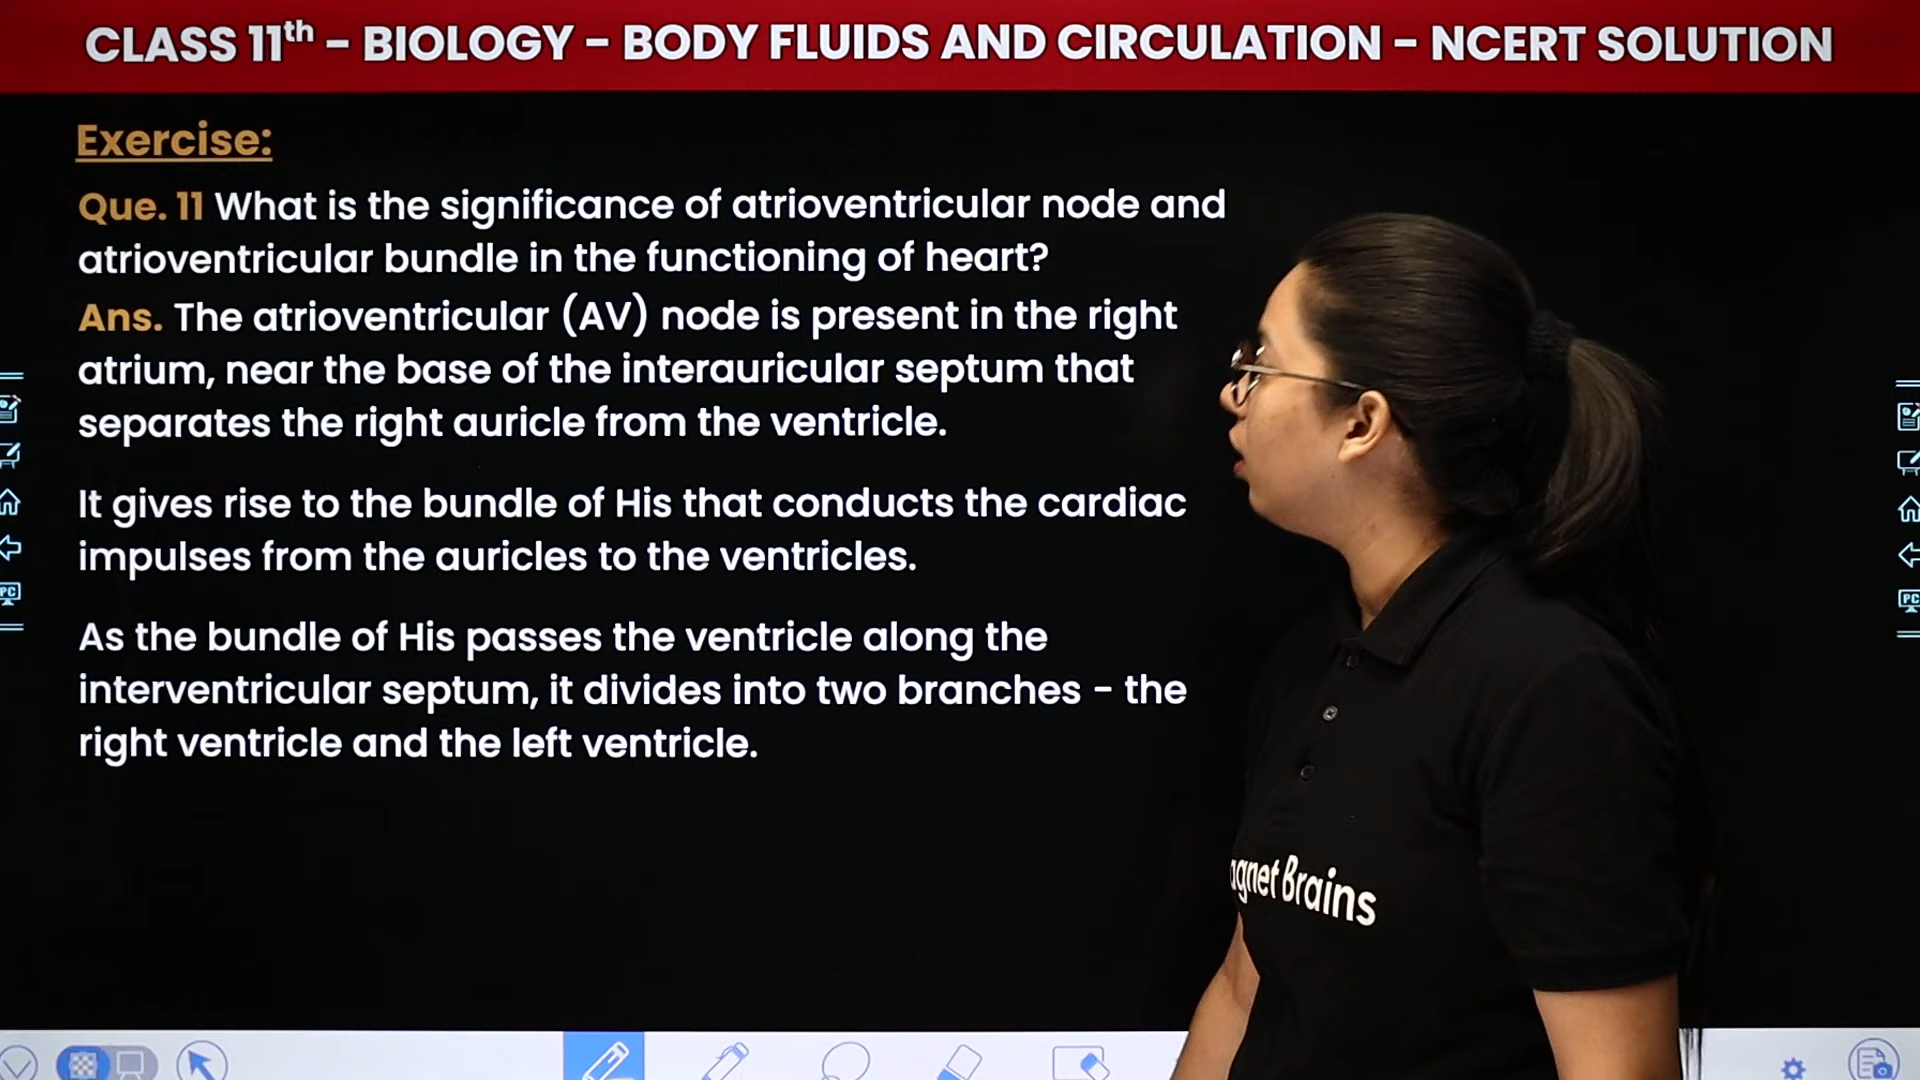 CLASS 11th – BIOLOGY – BODY FLUIDS AND CIRCULATION – NCERT SOLUTION
Exercise:
Que. 11 What is the significance of atrioventricular node and
atrioventricular bundle in the functioning of heart?
Ans. The atrioventricular (AV) node is present in the right
atrium, near the base of the interauricular septum that
separates the right auricle from the ventricle.
It gives rise to the bundle of His that conducts the cardiac
impulses from the auricles to the ventricles.
As the bundle of His passes the ventricle along the
interventricular septum, it divides into two branches – the
right ventricle and the left ventricle.
agnet Brains
PC
PC